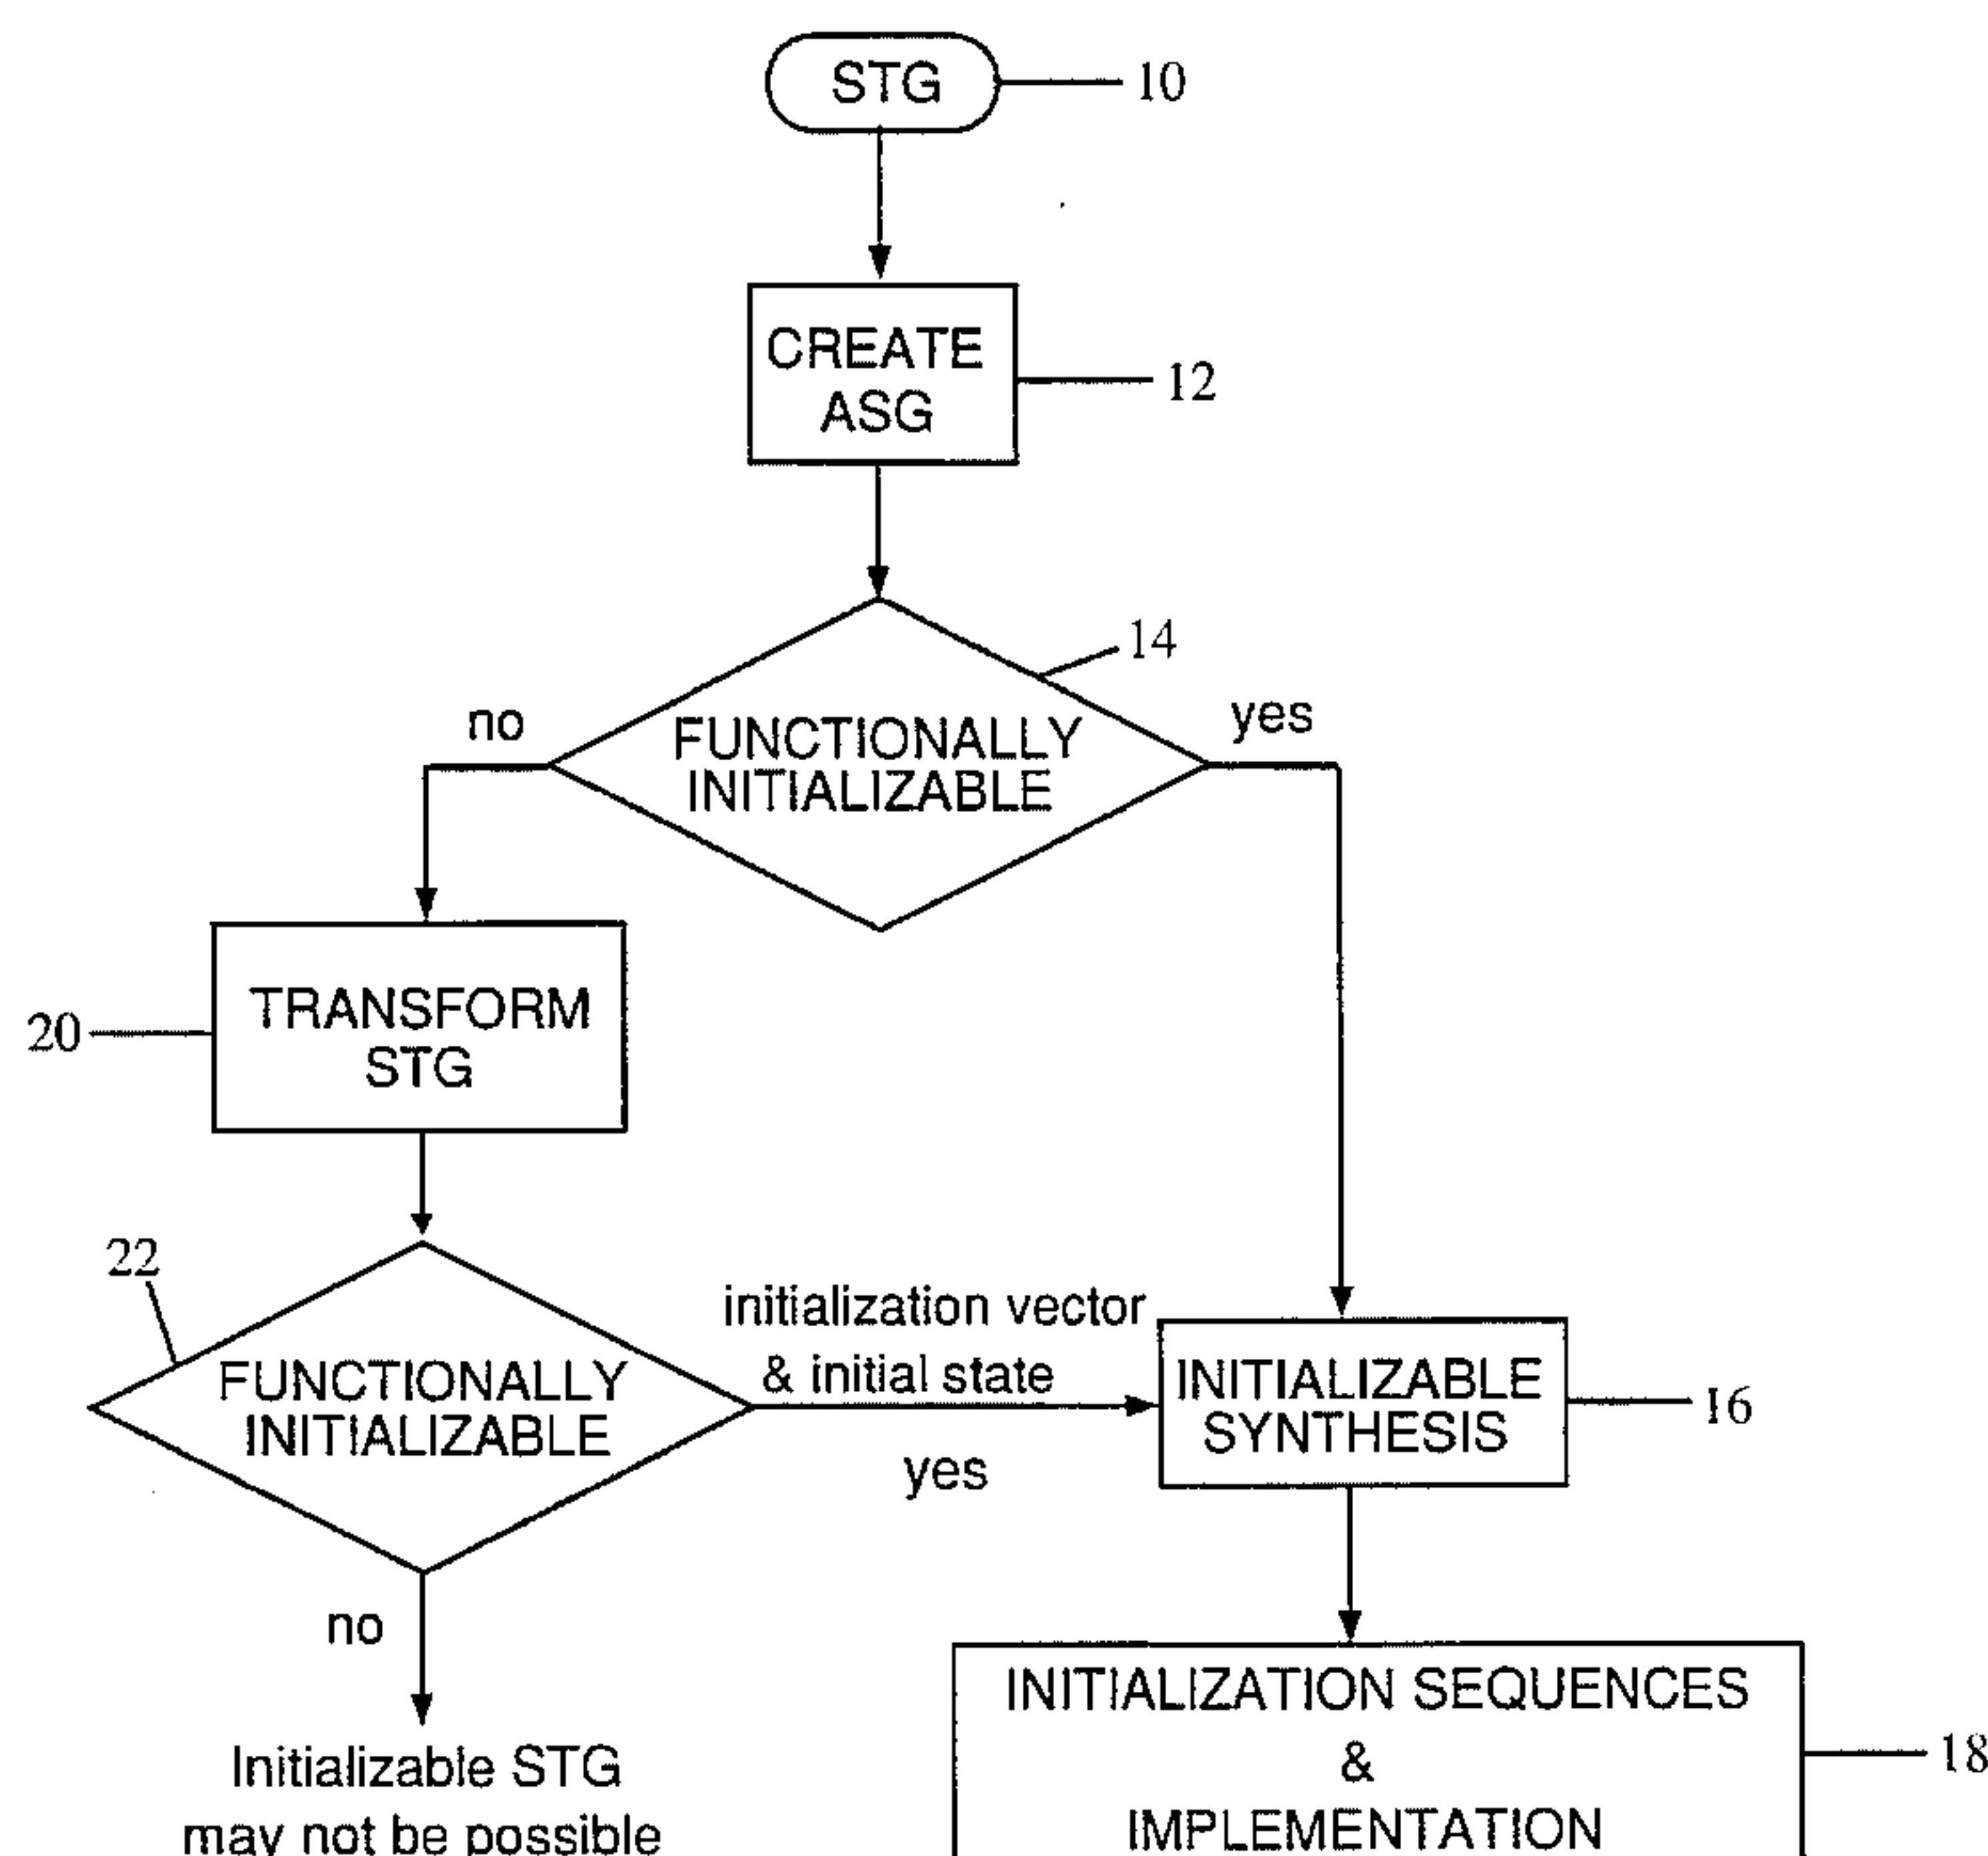 STG
10
CREATE
ASG
12
14
no
yes
FUNCTIONALLY
INITIALIZABLE
TRANSFORM
STG
20
22
initialization vector
& initial state
FUNCTIONALLY
INITIALIZABLE
yes
INITIALIZABLE
SYNTHESIS
16
no
INITIALIZATION SEQUENCES
&
IMPLEMENTATION
18
Initializable STG
may not be possible